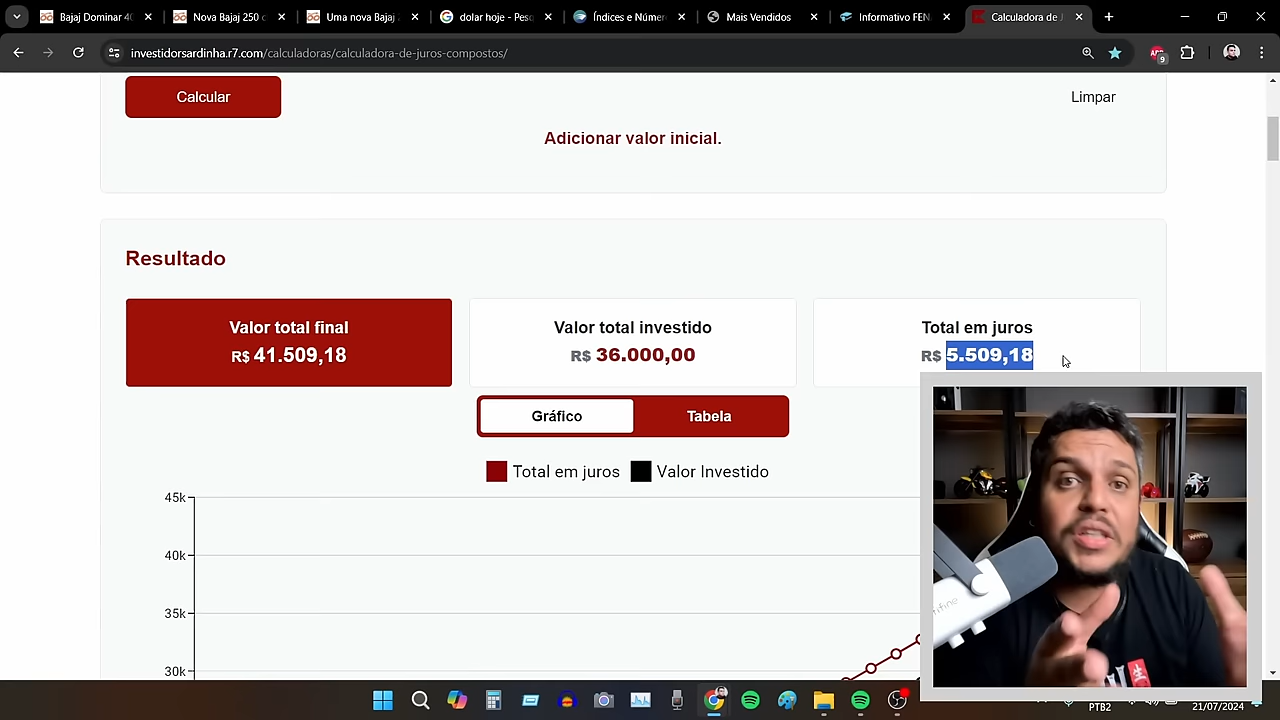 Bajaj Dominar 40
Nova Bajaj 250 c
Uma nova Bajaj
dolar hoje - Peso
Índices e Númer
Mais Vendidos
Informativo FEN
Calculadora de J
investidorsardinha.r7.com/calculadoras/calculadora-de-juros-compostos/
9
Calcular
Limpar
Adicionar valor inicial.
Resultado
Valor total final
R$ 41.509,18
Valor total investido
R$ 36.000,00
Total em juros
R$ 5.509,18
Gráfico
Tabela
Total em juros
Valor Investido
45k
40k
35k
30k
fifine
PTB2
21/07/2024